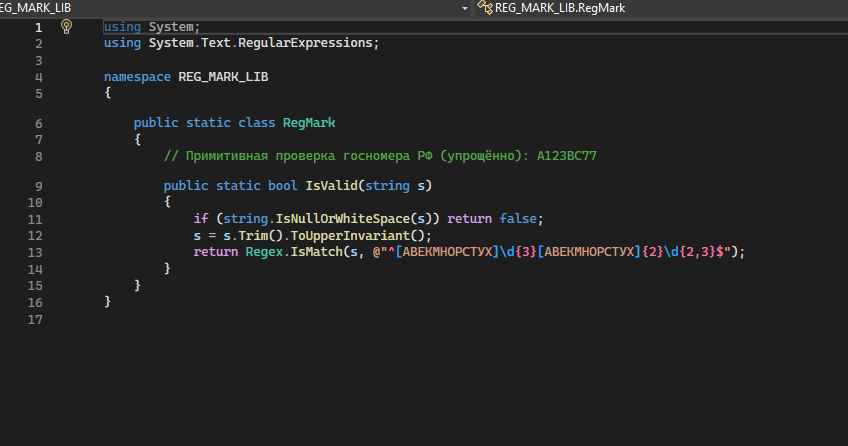 EG_MARK_LIB REG_MARK_LIB.RegMark
1 using System;
2 using System.Text.RegularExpressions;
3
4 namespace REG_MARK_LIB
5 {
6 public static class RegMark
7 {
8 // Примитивная проверка госномера РФ (упрощённо): А123ВС77
9 public static bool IsValid(string s)
10 {
11 if (string.IsNullOrWhiteSpace(s)) return false;
12 s = s.Trim().ToUpperInvariant();
13 return Regex.IsMatch(s, @"^[АВЕКМНОРСТУХ]\d{3}[АВЕКМНОРСТУХ]{2}\d{2,3}$");
14 }
15 }
16 }
17